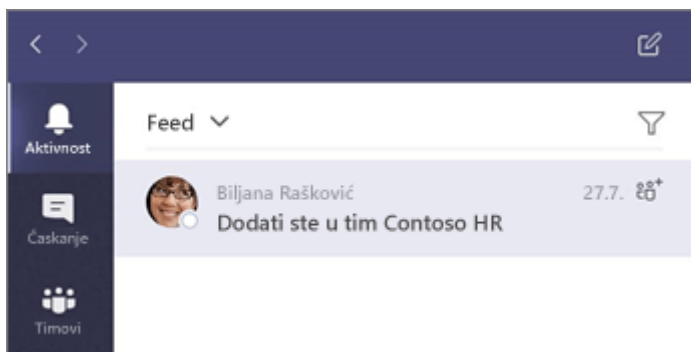 Aktivnost
Feed
Biljana Rašković 27.7.
Dodati ste u tim Contoso HR
Ćaskanje
Timovi